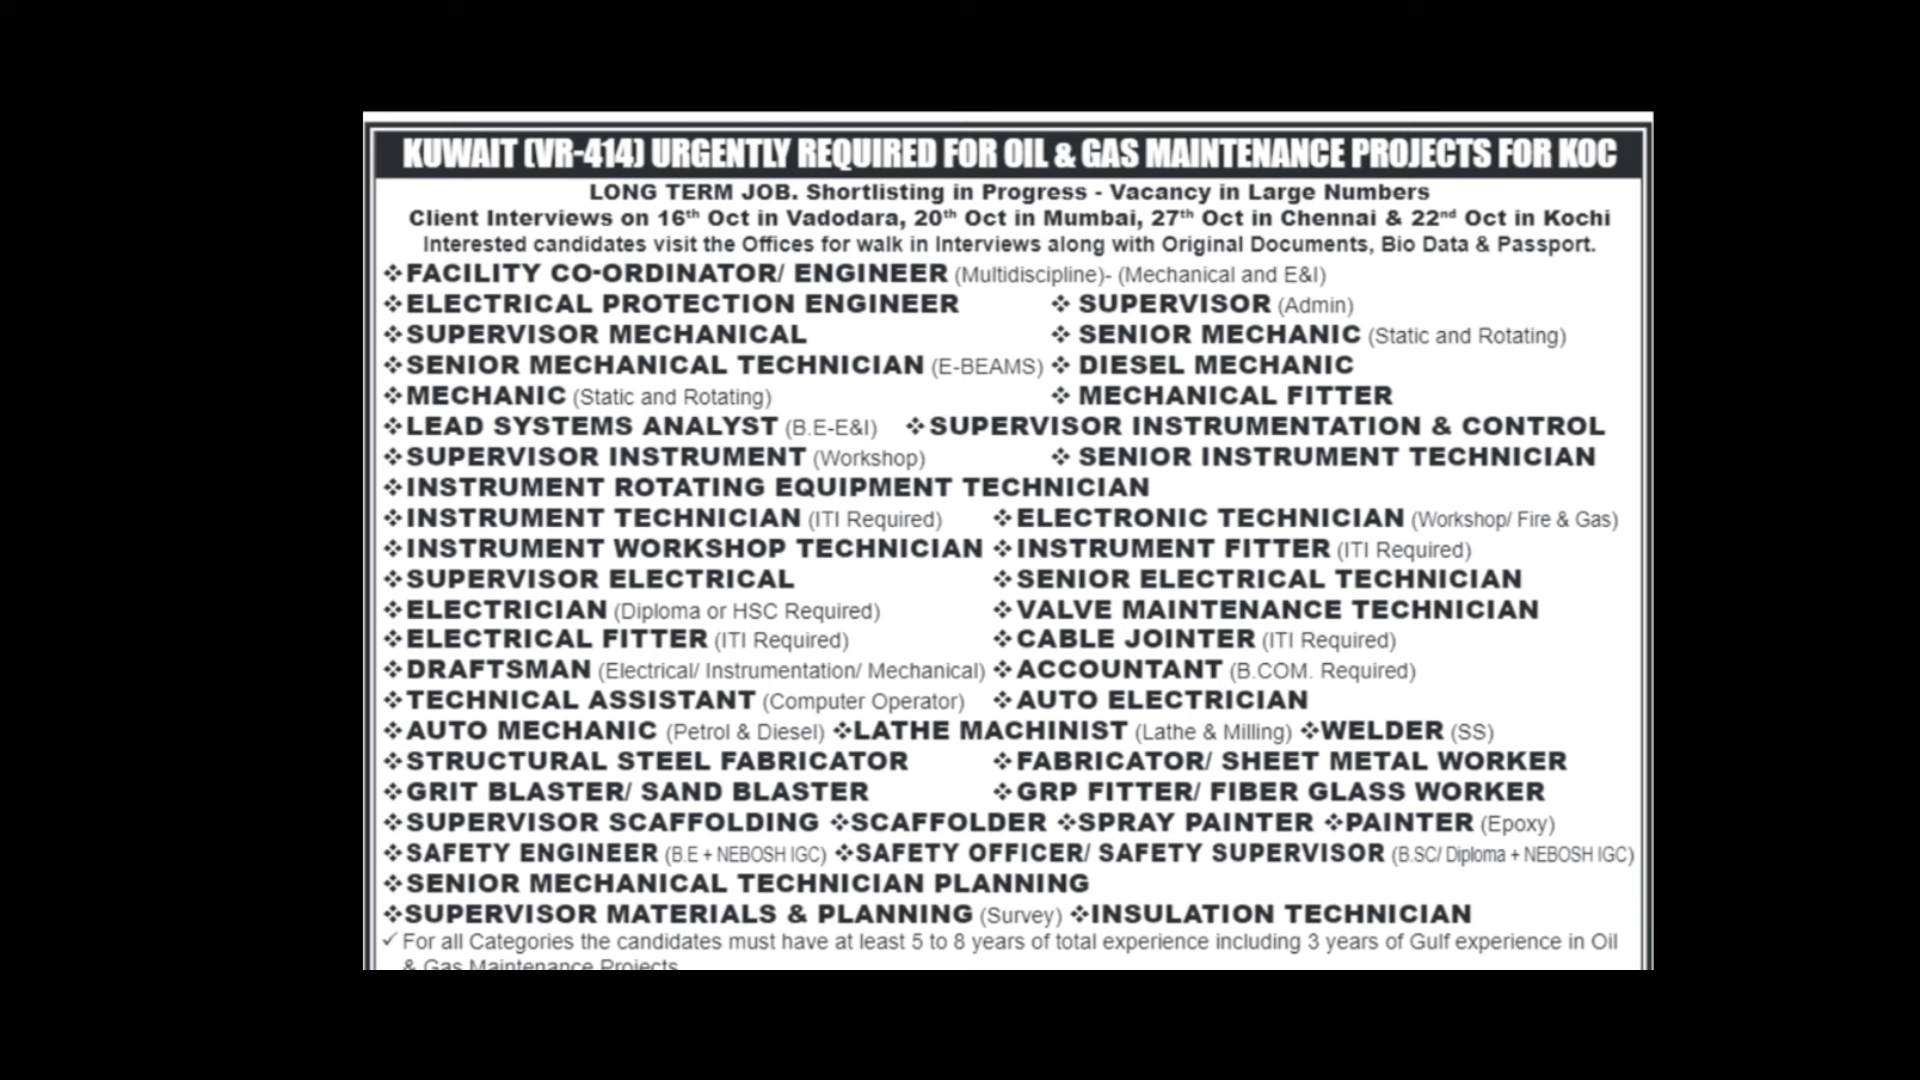 KUWAIT (VR-414) URGENTLY REQUIRED FOR OIL & GAS MAINTENANCE PROJECTS FOR KOC
LONG TERM JOB. Shortlisting in Progress - Vacancy in Large Numbers
Client Interviews on 16th Oct in Vadodara, 20th Oct in Mumbai, 27th Oct in Chennai & 22nd Oct in Kochi
Interested candidates visit the Offices for walk in Interviews along with Original Documents, Bio Data & Passport.
❖FACILITY CO-ORDINATOR/ ENGINEER (Multidiscipline)- (Mechanical and E&I)
❖ELECTRICAL PROTECTION ENGINEER ❖ SUPERVISOR (Admin)
❖SUPERVISOR MECHANICAL ❖ SENIOR MECHANIC (Static and Rotating)
❖SENIOR MECHANICAL TECHNICIAN (E-BEAMS) ❖ DIESEL MECHANIC
❖MECHANIC (Static and Rotating) ❖ MECHANICAL FITTER
❖LEAD SYSTEMS ANALYST (B.E-E&I) ❖SUPERVISOR INSTRUMENTATION & CONTROL
❖SUPERVISOR INSTRUMENT (Workshop) ❖ SENIOR INSTRUMENT TECHNICIAN
❖INSTRUMENT ROTATING EQUIPMENT TECHNICIAN
❖INSTRUMENT TECHNICIAN (ITI Required) ❖ELECTRONIC TECHNICIAN (Workshop/ Fire & Gas)
❖INSTRUMENT WORKSHOP TECHNICIAN ❖INSTRUMENT FITTER (ITI Required)
❖SUPERVISOR ELECTRICAL ❖SENIOR ELECTRICAL TECHNICIAN
❖ELECTRICIAN (Diploma or HSC Required) ❖VALVE MAINTENANCE TECHNICIAN
❖ELECTRICAL FITTER (ITI Required) ❖CABLE JOINTER (ITI Required)
❖DRAFTSMAN (Electrical/ Instrumentation/ Mechanical) ❖ACCOUNTANT (B.COM. Required)
❖TECHNICAL ASSISTANT (Computer Operator) ❖AUTO ELECTRICIAN
❖AUTO MECHANIC (Petrol & Diesel) ❖LATHE MACHINIST (Lathe & Milling) ❖WELDER (SS)
❖STRUCTURAL STEEL FABRICATOR ❖FABRICATOR/ SHEET METAL WORKER
❖GRIT BLASTER/ SAND BLASTER ❖GRP FITTER/ FIBER GLASS WORKER
❖SUPERVISOR SCAFFOLDING ❖SCAFFOLDER ❖SPRAY PAINTER ❖PAINTER (Epoxy)
❖SAFETY ENGINEER (B.E + NEBOSH IGC) ❖SAFETY OFFICER/ SAFETY SUPERVISOR (B.SC/ Diploma + NEBOSH IGC)
❖SENIOR MECHANICAL TECHNICIAN PLANNING
❖SUPERVISOR MATERIALS & PLANNING (Survey) ❖INSULATION TECHNICIAN
✓ For all Categories the candidates must have at least 5 to 8 years of total experience including 3 years of Gulf experience in Oil
& Gas Maintenance Projects